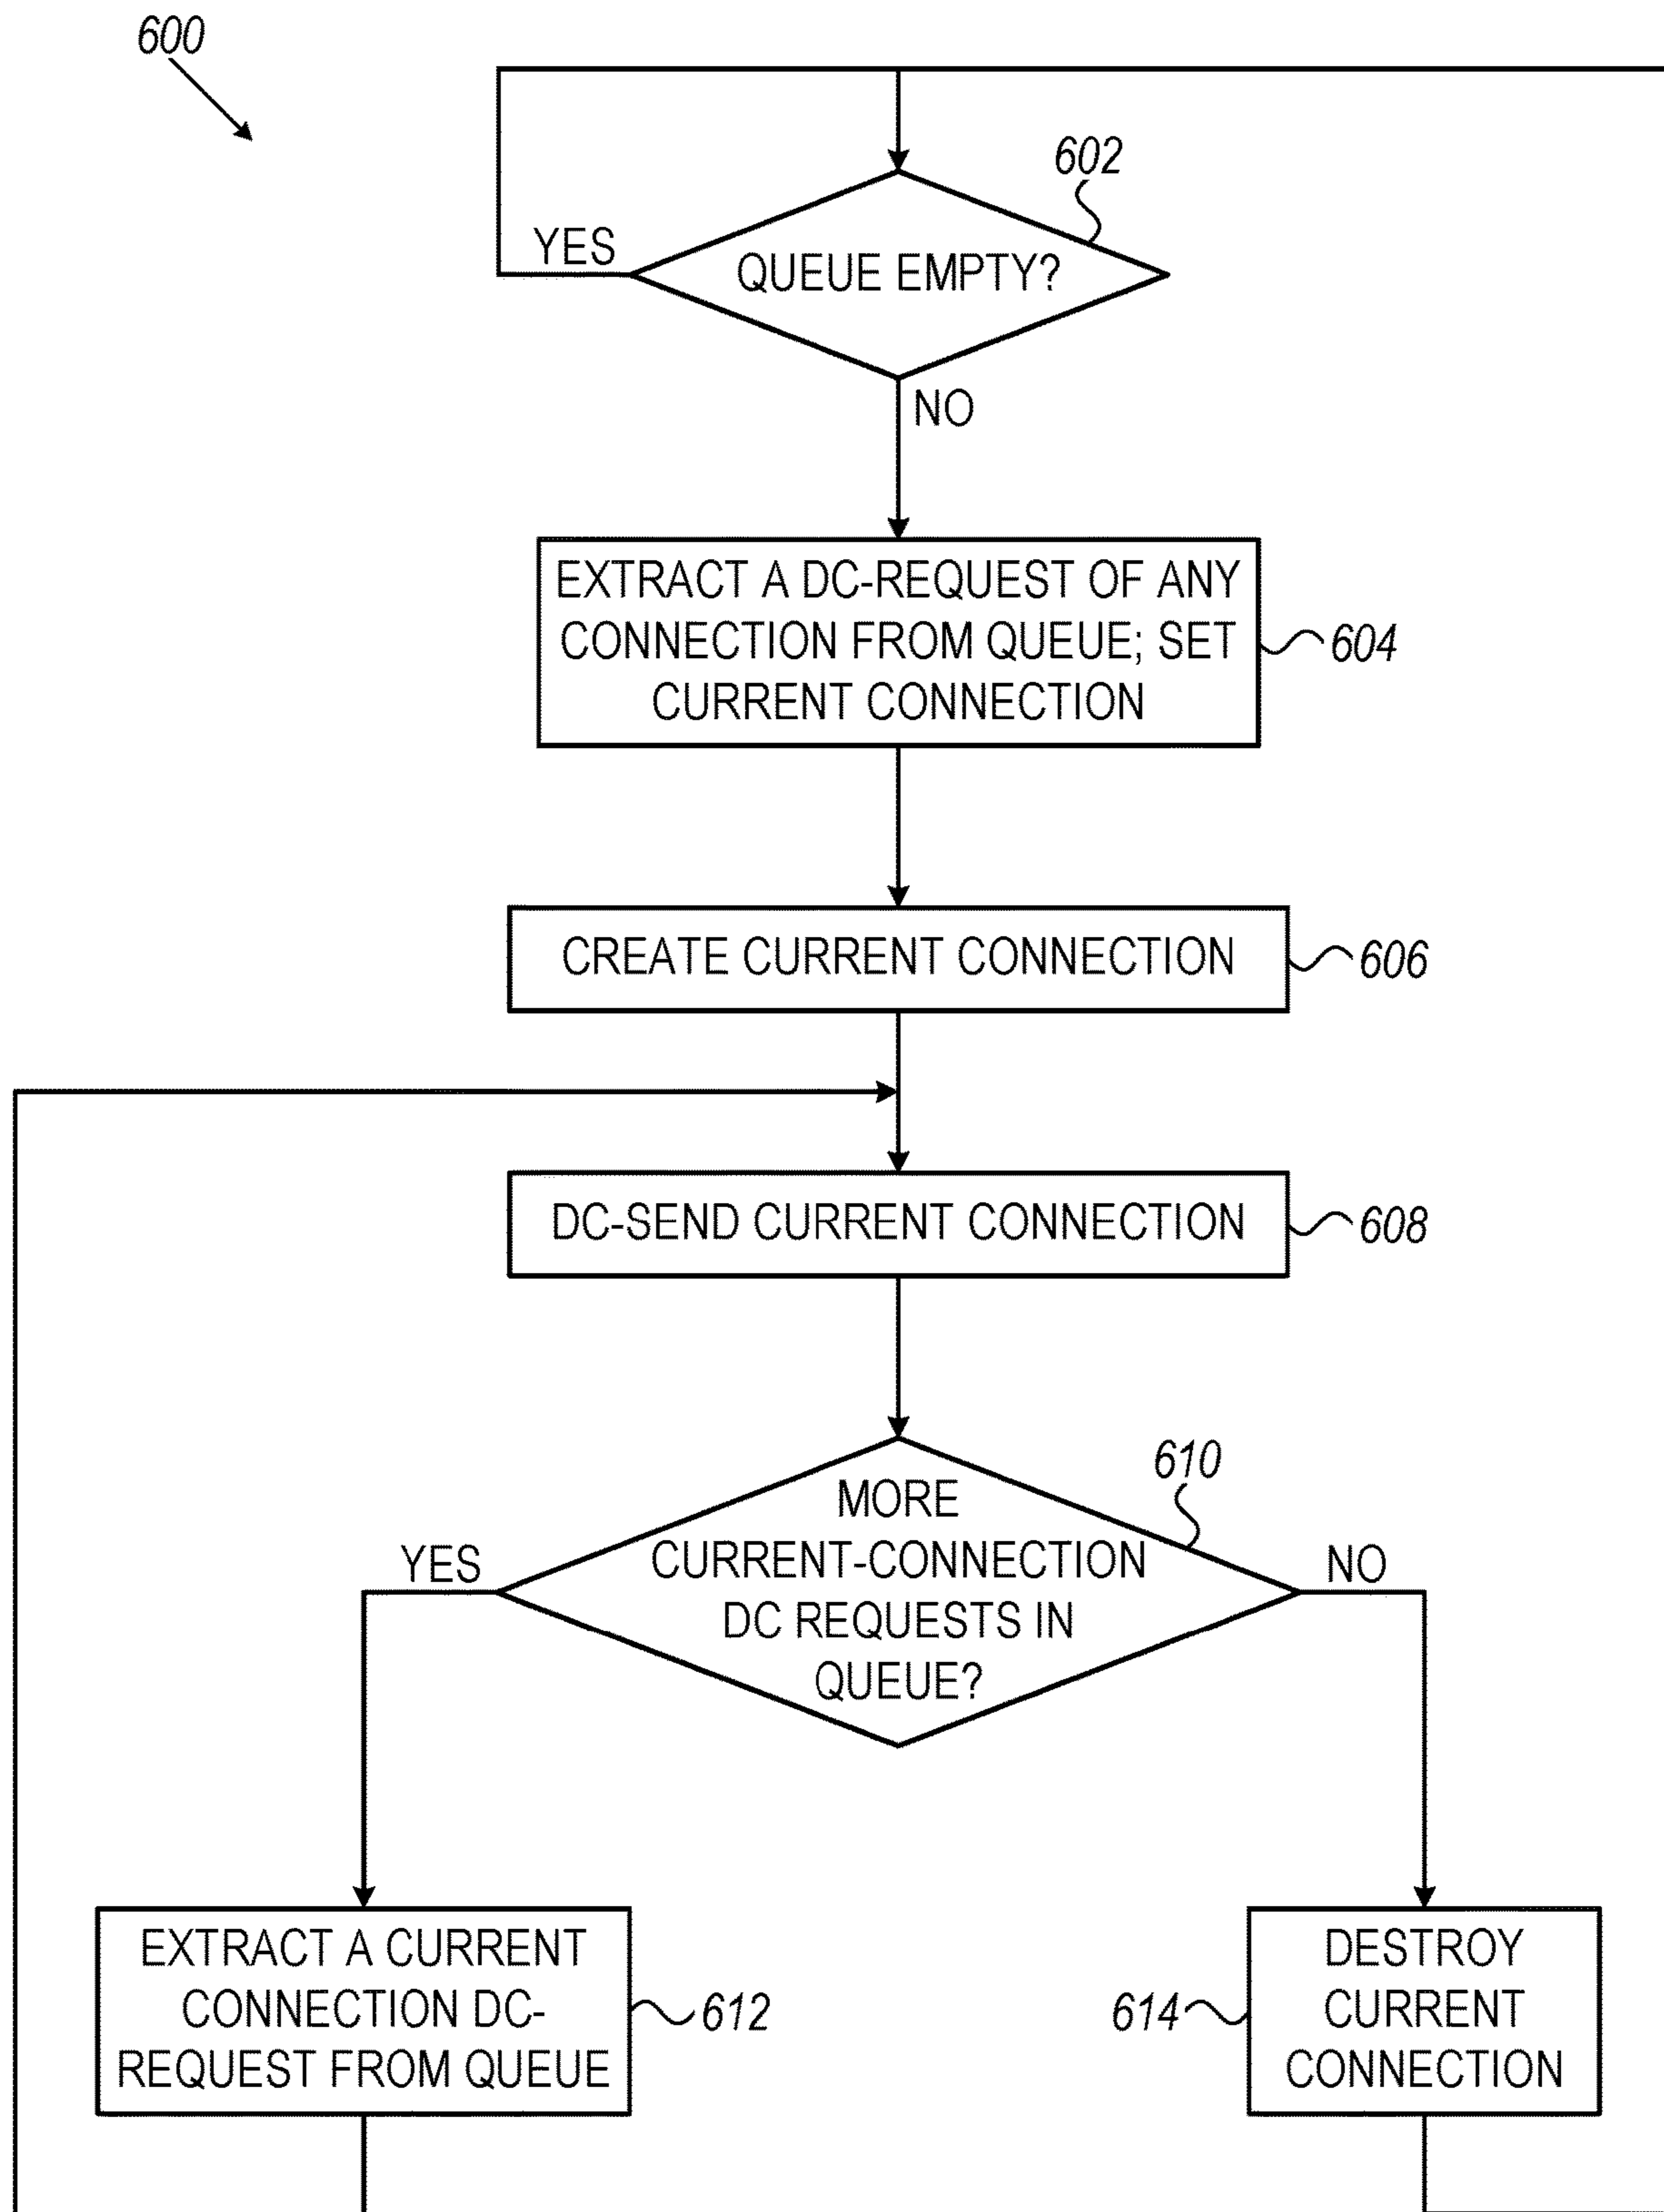 600
602
YES
QUEUE EMPTY?
NO
EXTRACT A DC-REQUEST OF ANY
CONNECTION FROM QUEUE; SET
CURRENT CONNECTION
604
CREATE CURRENT CONNECTION
606
DC-SEND CURRENT CONNECTION
608
610
MORE
CURRENT-CONNECTION
DC REQUESTS IN
QUEUE?
YES
NO
EXTRACT A CURRENT
CONNECTION DC-
REQUEST FROM QUEUE
612
614
DESTROY
CURRENT
CONNECTION